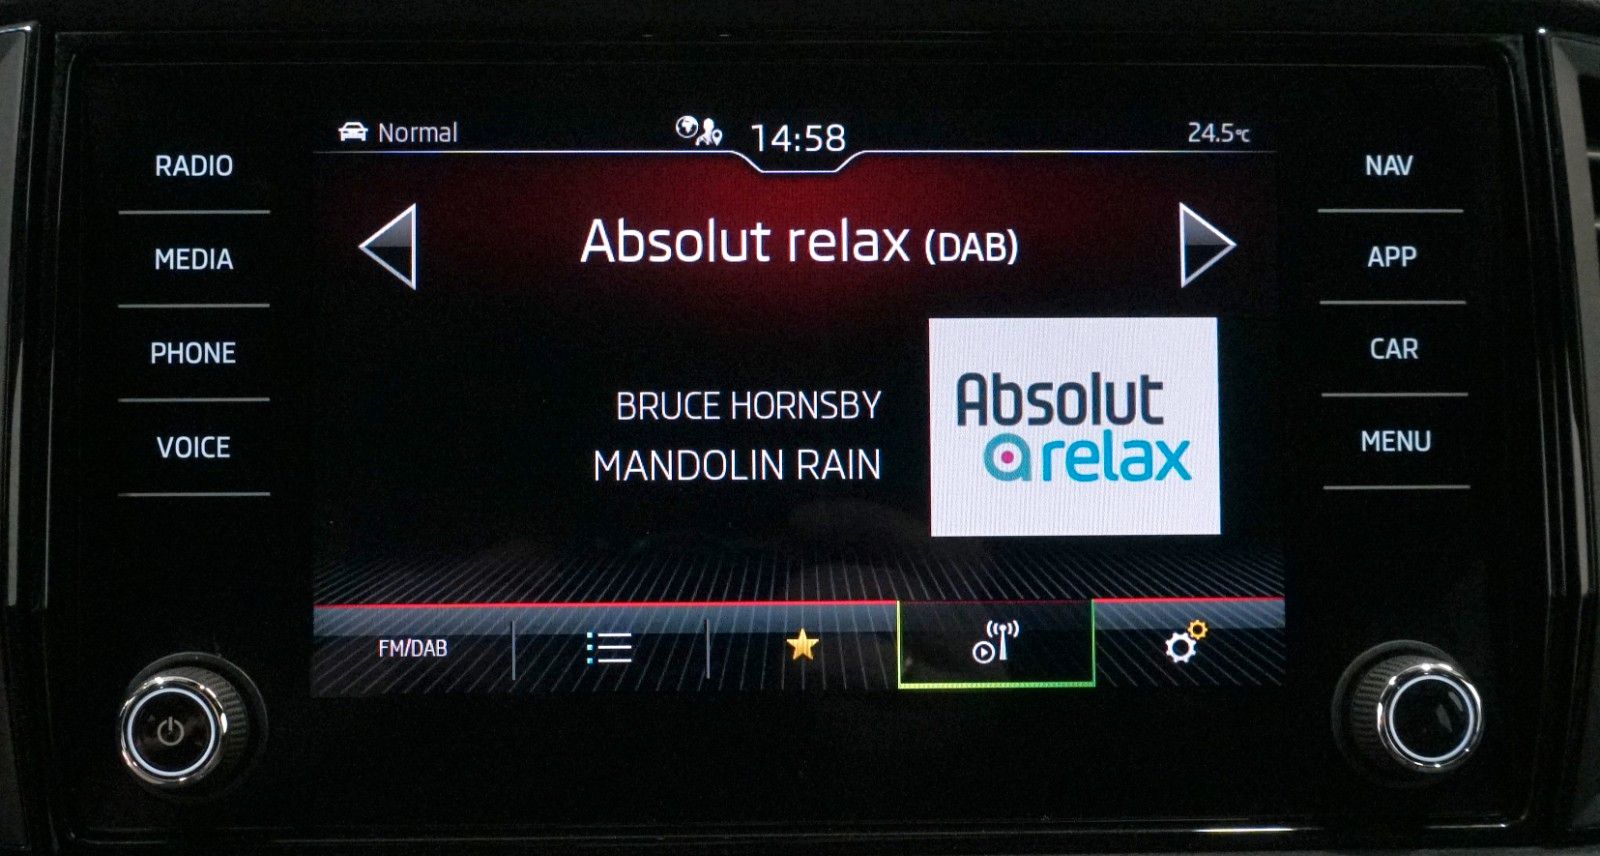 Normal
14:58
24.5°C
RADIO
MEDIA
PHONE
VOICE
Absolut relax (DAB)
BRUCE HORNSBY
MANDOLIN RAIN
Absolut
relax
FM/DAB
NAV
APP
CAR
MENU